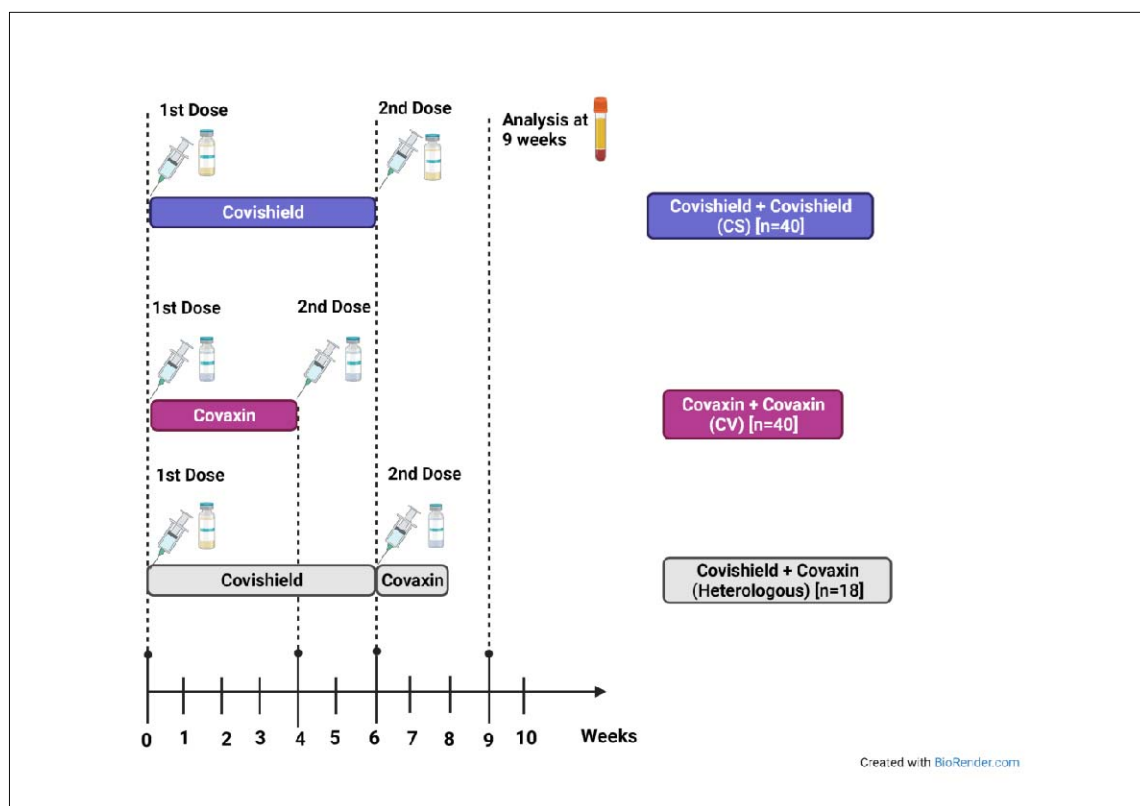 1st Dose
2nd Dose
Analysis at
9 weeks
Covishield
Covishield + Covishield
(CS) [n=40]
1st Dose
2nd Dose
Covaxin
Covaxin + Covaxin
(CV) [n=40]
1st Dose
2nd Dose
Covishield
Covaxin
Covishield + Covaxin
(Heterologous) [n=18]
0 1 2 3 4 5 6 7 8 9 10 Weeks
Created with BioRender.com